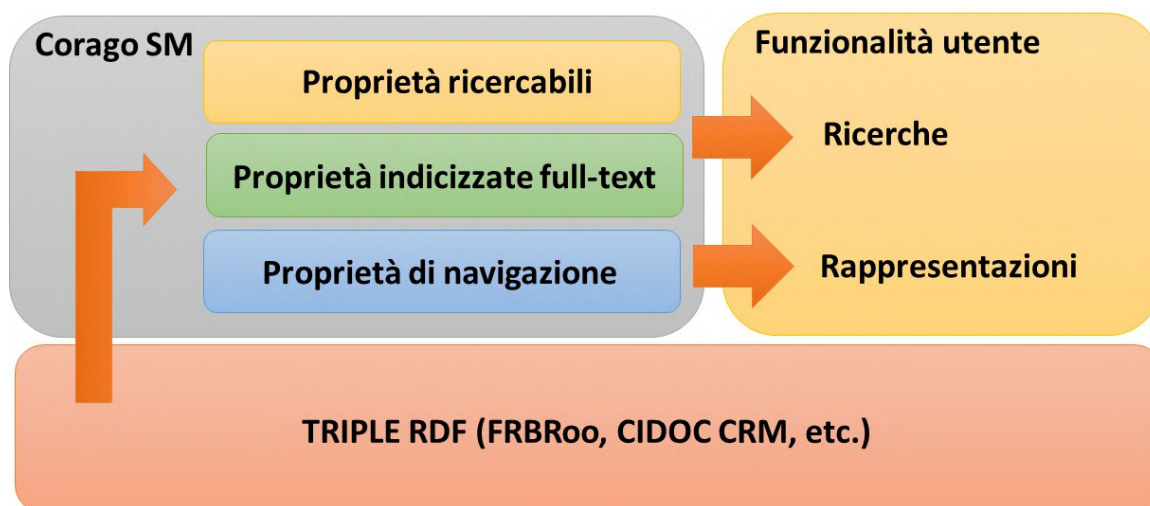 Corago SM
Proprietà ricercabili
Proprietà indicizzate full-text
Proprietà di navigazione
Funzionalità utente
Ricerche
Rappresentazioni
TRIPLE RDF (FRBRoo, CIDOC CRM, etc.)